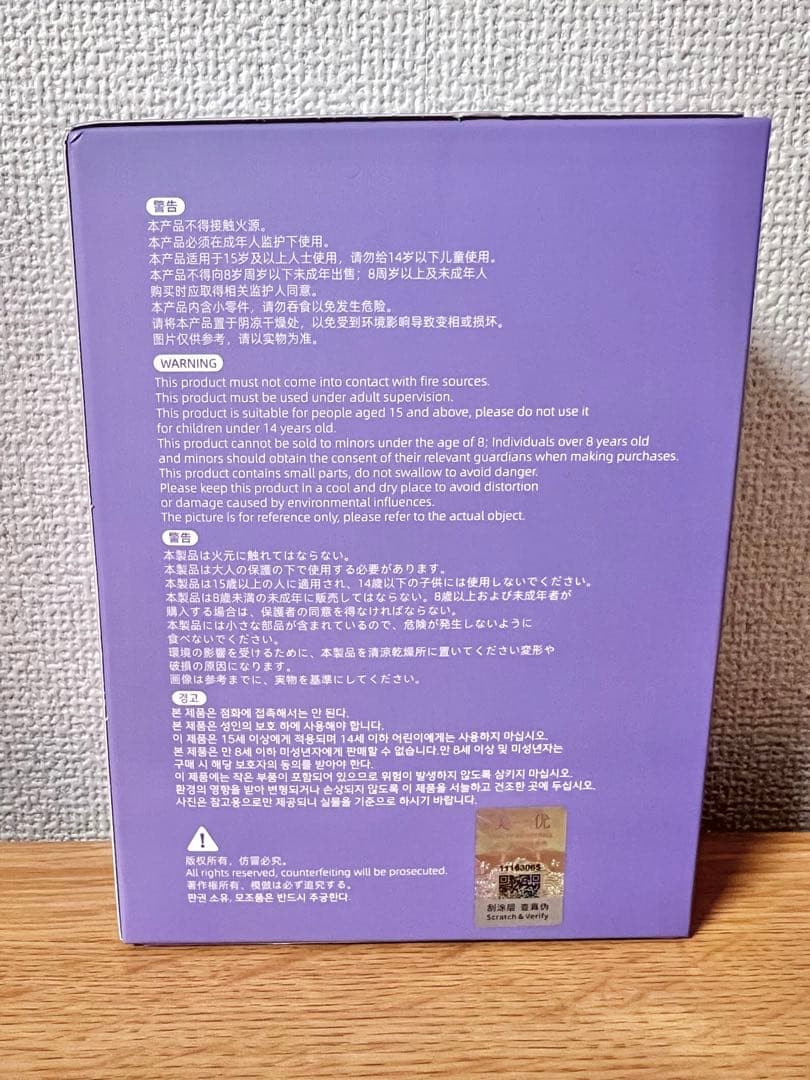 警告
本产品不得接触火源。
本产品必须在成年人监护下使用。
本产品适用于15岁及以上人士使用，请勿给14岁以下儿童使用。
本产品不得向8岁周岁以下未成年出售；8周岁以上及未成年人
购买时应取得相关监护人同意。
本产品内含小零件，请勿吞食以免发生危险。
请将本产品置于阴凉干燥处，以免受到环境影响导致变相或损坏。
图片仅供参考，请以实物为准。
WARNING
This product must not come into contact with fire sources.
This product must be used under adult supervision.
This product is suitable for people aged 15 and above, please do not use it
for children under 14 years old.
This product cannot be sold to minors under the age of 8; Individuals over 8 years old
and minors should obtain the consent of their relevant guardians when making purchases.
This product contains small parts, do not swallow to avoid danger.
Please keep this product in a cool and dry place to avoid distortion
or damage caused by environmental influences.
The picture is for reference only, please refer to the actual object.
警告
本製品は火元に触れてはならない。
本製品は大人の保護の下で使用する必要があります。
本製品は15歳以上の人に適用され、14歳以下の子供には使用しないでください。
本製品は8歳未満の未成年に販売してはならない。8歳以上および未成年者が
購入する場合は、保護者の同意を得なければならない。
本製品には小さな部品が含まれているので、危険が発生しないように
食べないでください。
環境の影響を受けるために、本製品を清涼乾燥所に置いてください変形や
破損の原因になります。
画像は参考までに、実物を基準にしてください。
경고
본 제품은 점화에 접촉해서는 안 된다.
본 제품은 성인의 보호 하에 사용해야 합니다.
이 제품은 15세 이상에게 적용되며 14세 이하 어린이에게는 사용하지 마십시오.
본 제품은 만 8세 이하 미성년자에게 판매할 수 없습니다.만 8세 이상 및 미성년자는
구매 시 해당 보호자의 동의를 받아야 한다.
이 제품에는 작은 부품이 포함되어 있으므로 위험이 발생하지 않도록 삼키지 마십시오.
환경의 영향을 받아 변형되거나 손상되지 않도록 이 제품을 서늘하고 건조한 곳에 두십시오.
사진은 참고용으로만 제공되니 실물을 기준으로 하시기 바랍니다.
版权所有，仿冒必究。
All rights reserved, counterfeiting will be prosecuted.
著作権所有、模倣は必ず追究する。
판권 소유, 모조품은 반드시 추궁한다.
优
11163065
刮涂层 查真伪
Scratch & Verify